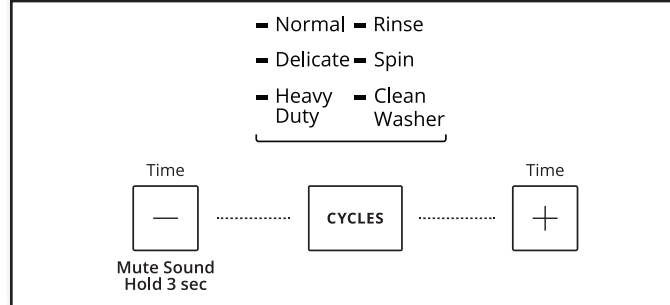 Normal
Rinse
Delicate
Spin
Heavy
Duty
Clean
Washer
Time
Time
—
CYCLES
+
Mute Sound
Hold 3 sec